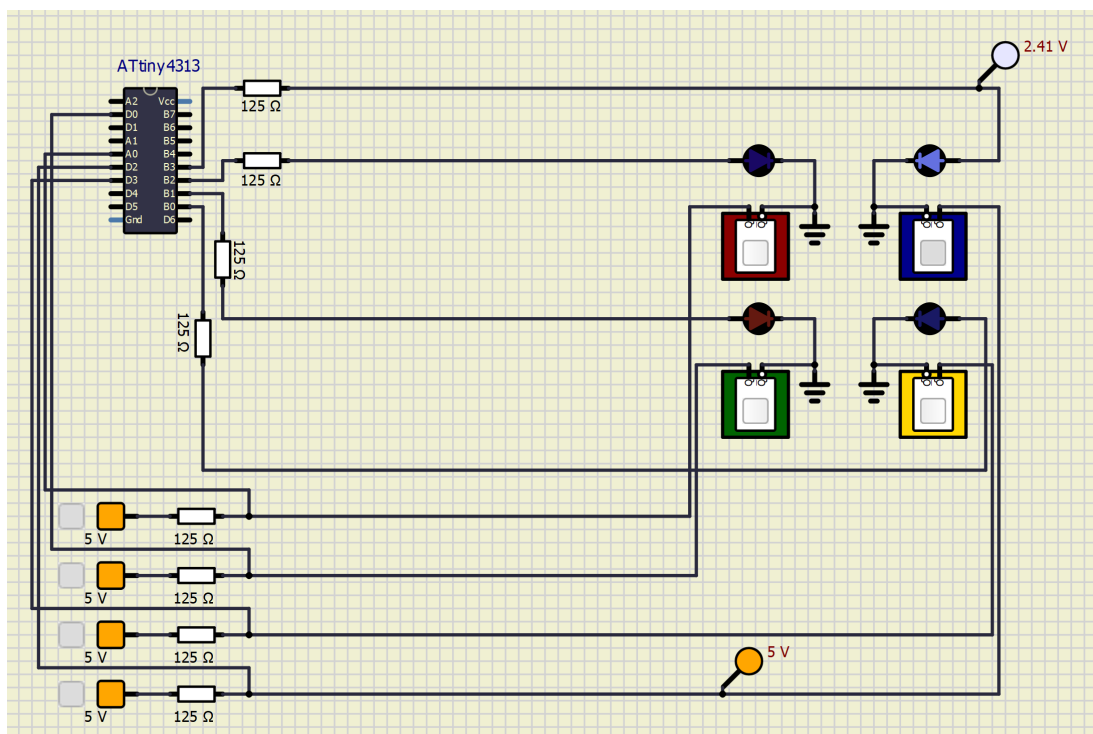 2.41 V
ATtiny4313
A2 Vcc
D0 B7
D1 B6
A1 B5
A0 B4
D2 B3
D3 B2
D4 B1
D5 B0
Gnd D6
125 Ω
125 Ω
125 Ω
125 Ω
5 V
125 Ω
5 V
125 Ω
5 V
125 Ω
5 V
5 V
125 Ω